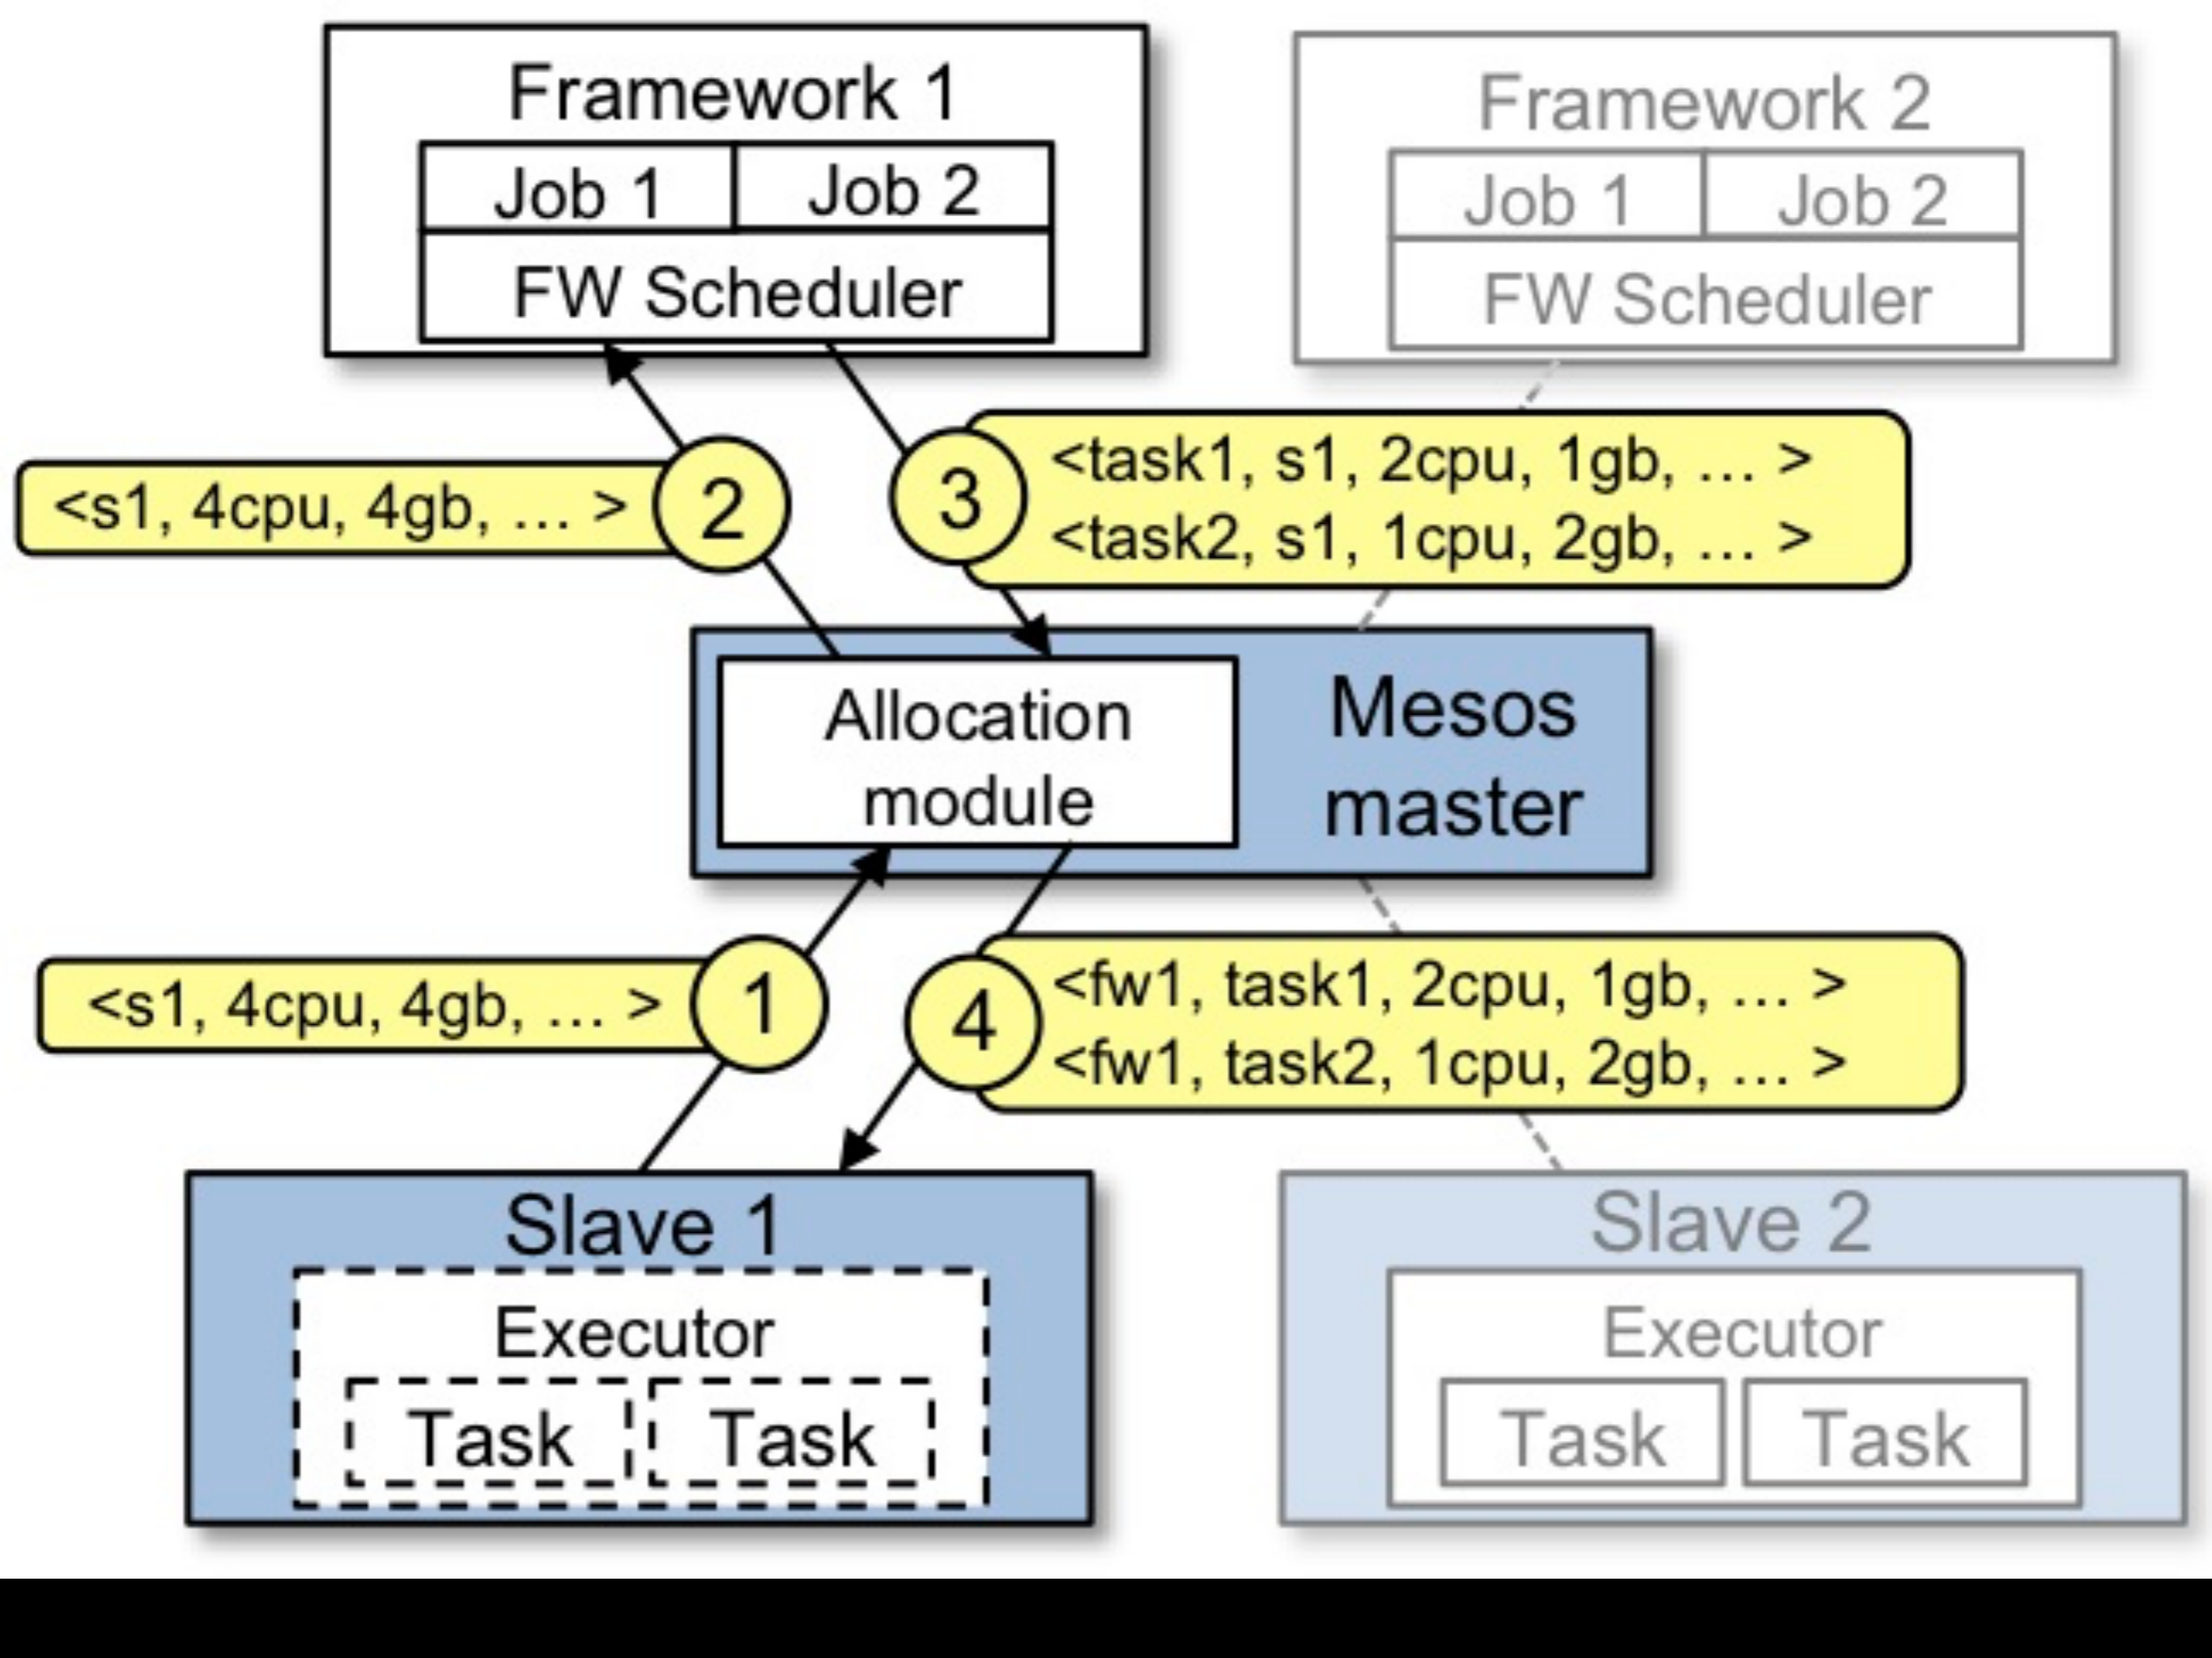 Framework 1
Job 1
Job 2
FW Scheduler
Framework 2
Job 1
Job 2
FW Scheduler
<s1, 4cpu, 4gb, … >
2
3
<task1, s1, 2cpu, 1gb, … >
<task2, s1, 1cpu, 2gb, … >
Allocation
module
Mesos
master
<s1, 4cpu, 4gb, … >
1
4
<fw1, task1, 2cpu, 1gb, … >
<fw1, task2, 1cpu, 2gb, … >
Slave 1
Executor
Task
Task
Slave 2
Executor
Task
Task